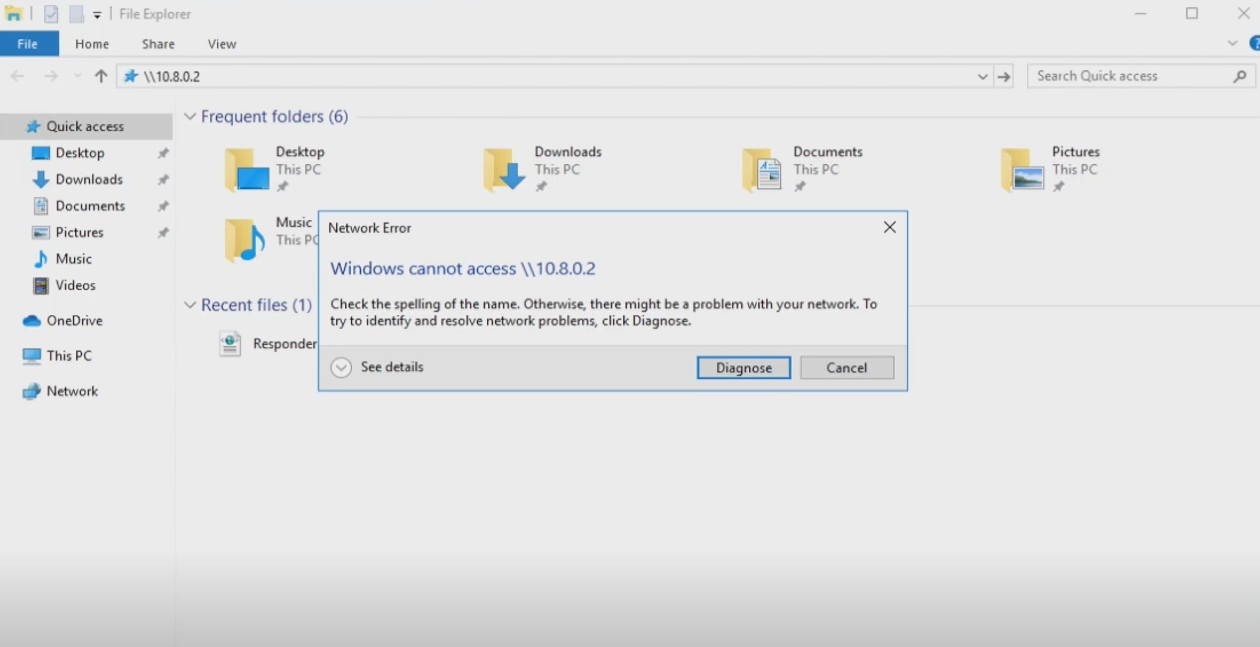 File Explorer
File Home Share View
\\10.8.0.2
Search Quick access
Quick access
Desktop
Downloads
Documents
Pictures
Music
Videos
OneDrive
This PC
Network
Frequent folders (6)
Desktop
This PC
Downloads
This PC
Documents
This PC
Pictures
This PC
Music
This PC
Recent files (1)
Responder
Network Error
Windows cannot access \\10.8.0.2
Check the spelling of the name. Otherwise, there might be a problem with your network. To
try to identify and resolve network problems, click Diagnose.
See details
Diagnose
Cancel